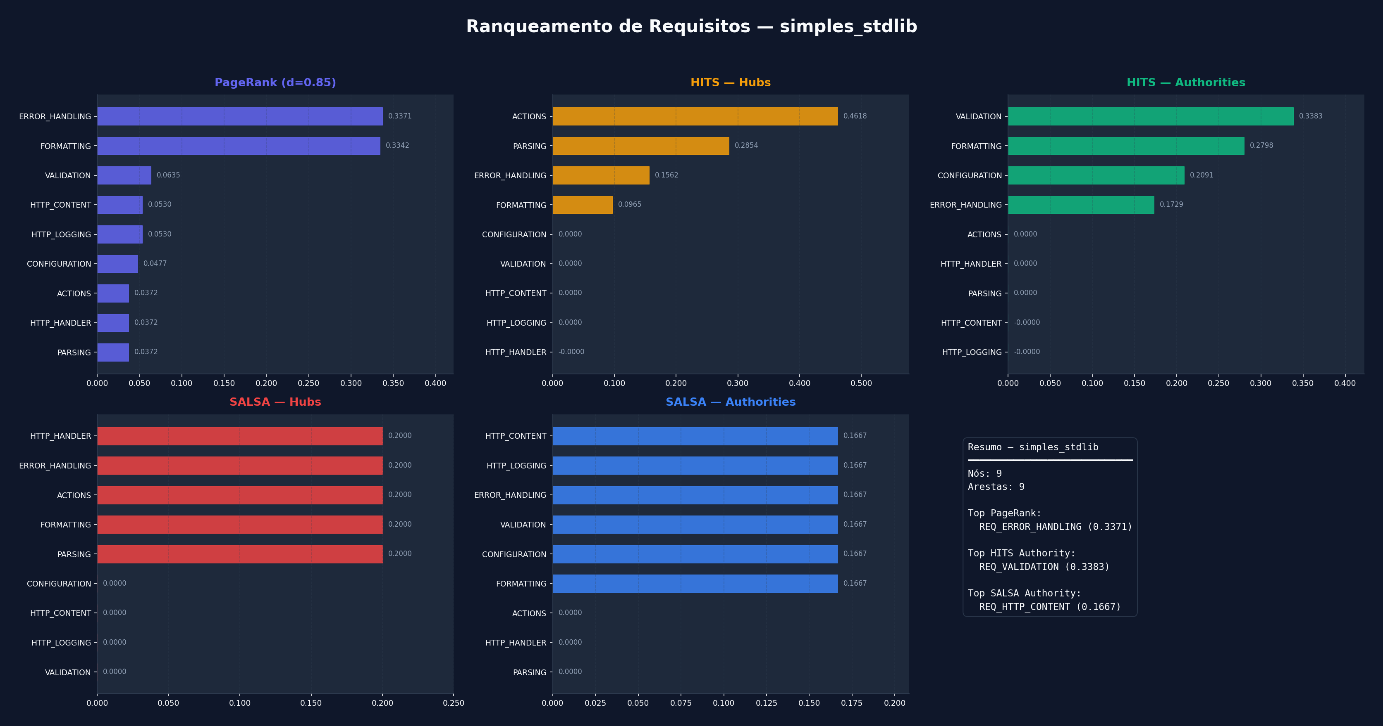 Ranqueamento de Requisitos — simples_stdlib
PageRank (d=0.85)
ERROR_HANDLING 0.3371
FORMATTING 0.3342
VALIDATION 0.0635
HTTP_CONTENT 0.0530
HTTP_LOGGING 0.0530
CONFIGURATION 0.0477
ACTIONS 0.0372
HTTP_HANDLER 0.0372
PARSING 0.0372
0.000 0.050 0.100 0.150 0.200 0.250 0.300 0.350 0.400
HITS — Hubs
ACTIONS 0.4618
PARSING 0.2854
ERROR_HANDLING 0.1562
FORMATTING 0.0965
CONFIGURATION 0.0000
VALIDATION 0.0000
HTTP_CONTENT 0.0000
HTTP_LOGGING 0.0000
HTTP_HANDLER -0.0000
0.000 0.100 0.200 0.300 0.400 0.500
HITS — Authorities
VALIDATION 0.3383
FORMATTING 0.2798
CONFIGURATION 0.2091
ERROR_HANDLING 0.1729
ACTIONS 0.0000
HTTP_HANDLER 0.0000
PARSING 0.0000
HTTP_CONTENT -0.0000
HTTP_LOGGING -0.0000
0.000 0.050 0.100 0.150 0.200 0.250 0.300 0.350 0.400
SALSA — Hubs
HTTP_HANDLER 0.2000
ERROR_HANDLING 0.2000
ACTIONS 0.2000
FORMATTING 0.2000
PARSING 0.2000
CONFIGURATION 0.0000
HTTP_CONTENT 0.0000
HTTP_LOGGING 0.0000
VALIDATION 0.0000
0.000 0.050 0.100 0.150 0.200 0.250
SALSA — Authorities
HTTP_CONTENT 0.1667
HTTP_LOGGING 0.1667
ERROR_HANDLING 0.1667
VALIDATION 0.1667
CONFIGURATION 0.1667
FORMATTING 0.1667
ACTIONS 0.0000
HTTP_HANDLER 0.0000
PARSING 0.0000
0.000 0.025 0.050 0.075 0.100 0.125 0.150 0.175 0.200
Resumo — simples_stdlib
Nós: 9
Arestas: 9
Top PageRank:
REQ_ERROR_HANDLING (0.3371)
Top HITS Authority:
REQ_VALIDATION (0.3383)
Top SALSA Authority:
REQ_HTTP_CONTENT (0.1667)